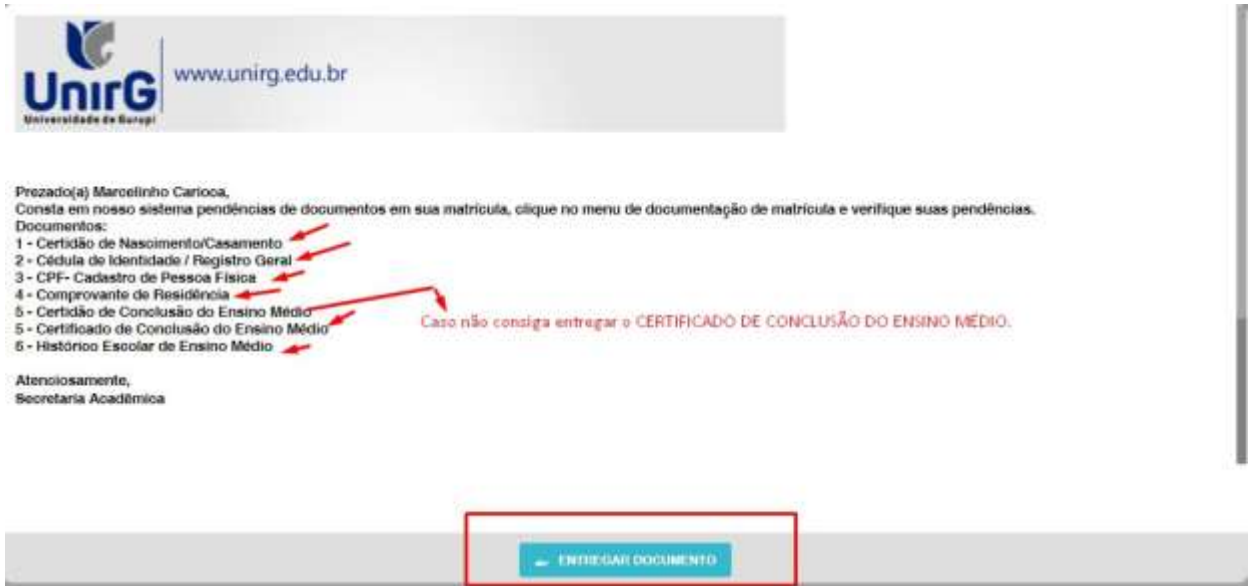 UnirG
Universidade de Gurupi
www.unirg.edu.br
Prezado(a) Marcelinho Carioca,
Consta em nosso sistema pendências de documentos em sua matrícula, clique no menu de documentação de matrícula e verifique suas pendências.
Documentos:
1 - Certidão de Nascimento/Casamento
2 - Cédula de Identidade / Registro Geral
3 - CPF- Cadastro de Pessoa Física
4 - Comprovante de Residência
5 - Certidão de Conclusão do Ensino Médio
5 - Certificado de Conclusão do Ensino Médio
Caso não consiga entregar o CERTIFICADO DE CONCLUSÃO DO ENSINO MÉDIO.
6 - Histórico Escolar de Ensino Médio
Atenciosamente,
Secretaria Acadêmica
ENTREGAR DOCUMENTO